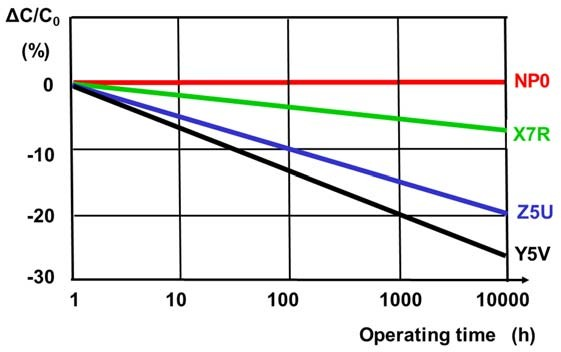 ΔC/C₀
(%)
0
-10
-20
-30
NP0
X7R
Z5U
Y5V
1 10 100 1000 10000 (h)
Operating time